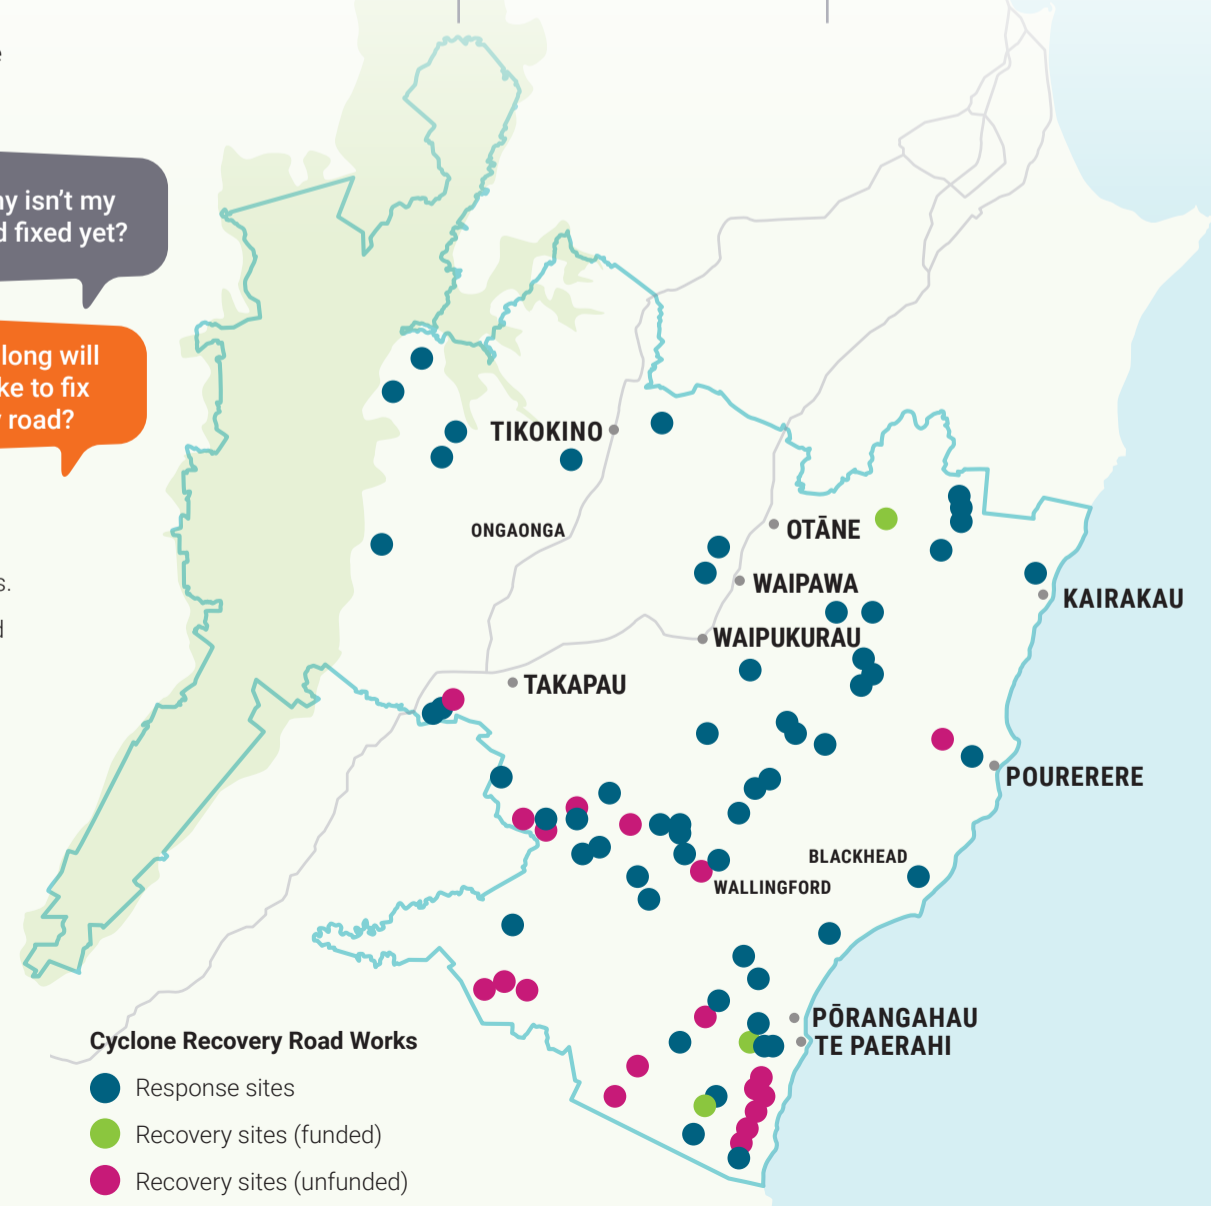 e
ny isn't my
d fixed yet?
long will
ke to fix
road?
s.
d
TIKOKINO
ONGAONGA
OTĀNE
WAIPAWA
KAIRAKAU
WAIPUKURAU
TAKAPAU
POURERERE
BLACKHEAD
WALLINGFORD
PŌRANGAHAU
TE PAERAHI
Cyclone Recovery Road Works
Response sites
Recovery sites (funded)
Recovery sites (unfunded)